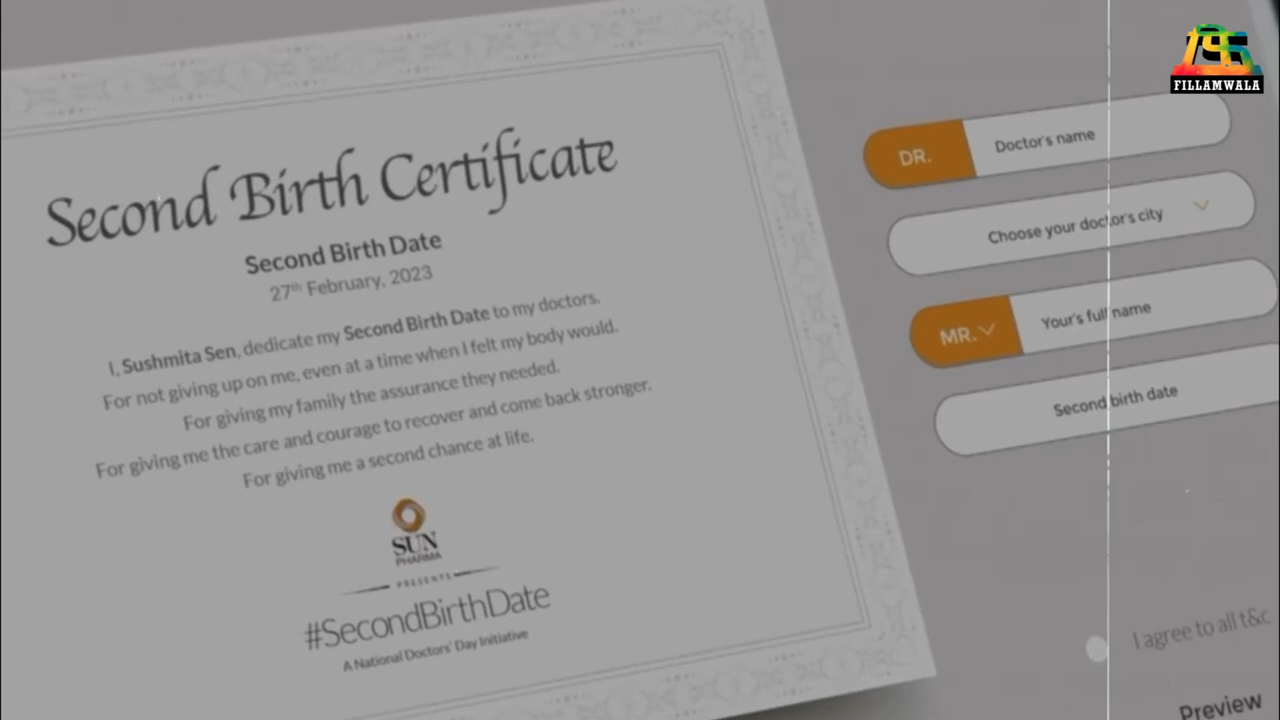 Second Birth Certificate
Second Birth Date
27th February, 2023
I, Sushmita Sen, dedicate my Second Birth Date to my doctors.
For not giving up on me, even at a time when I felt my body would.
For giving my family the assurance they needed.
For giving me the care and courage to recover and come back stronger.
For giving me a second chance at life.
SUN
PHARMA
PRESENTS
#SecondBirthDate
A National Doctors' Day Initiative
FILLAMWALA
DR. Doctor's name
Choose your doctor's city
MR. Your's full name
Second birth date
I agree to all t&c
Preview